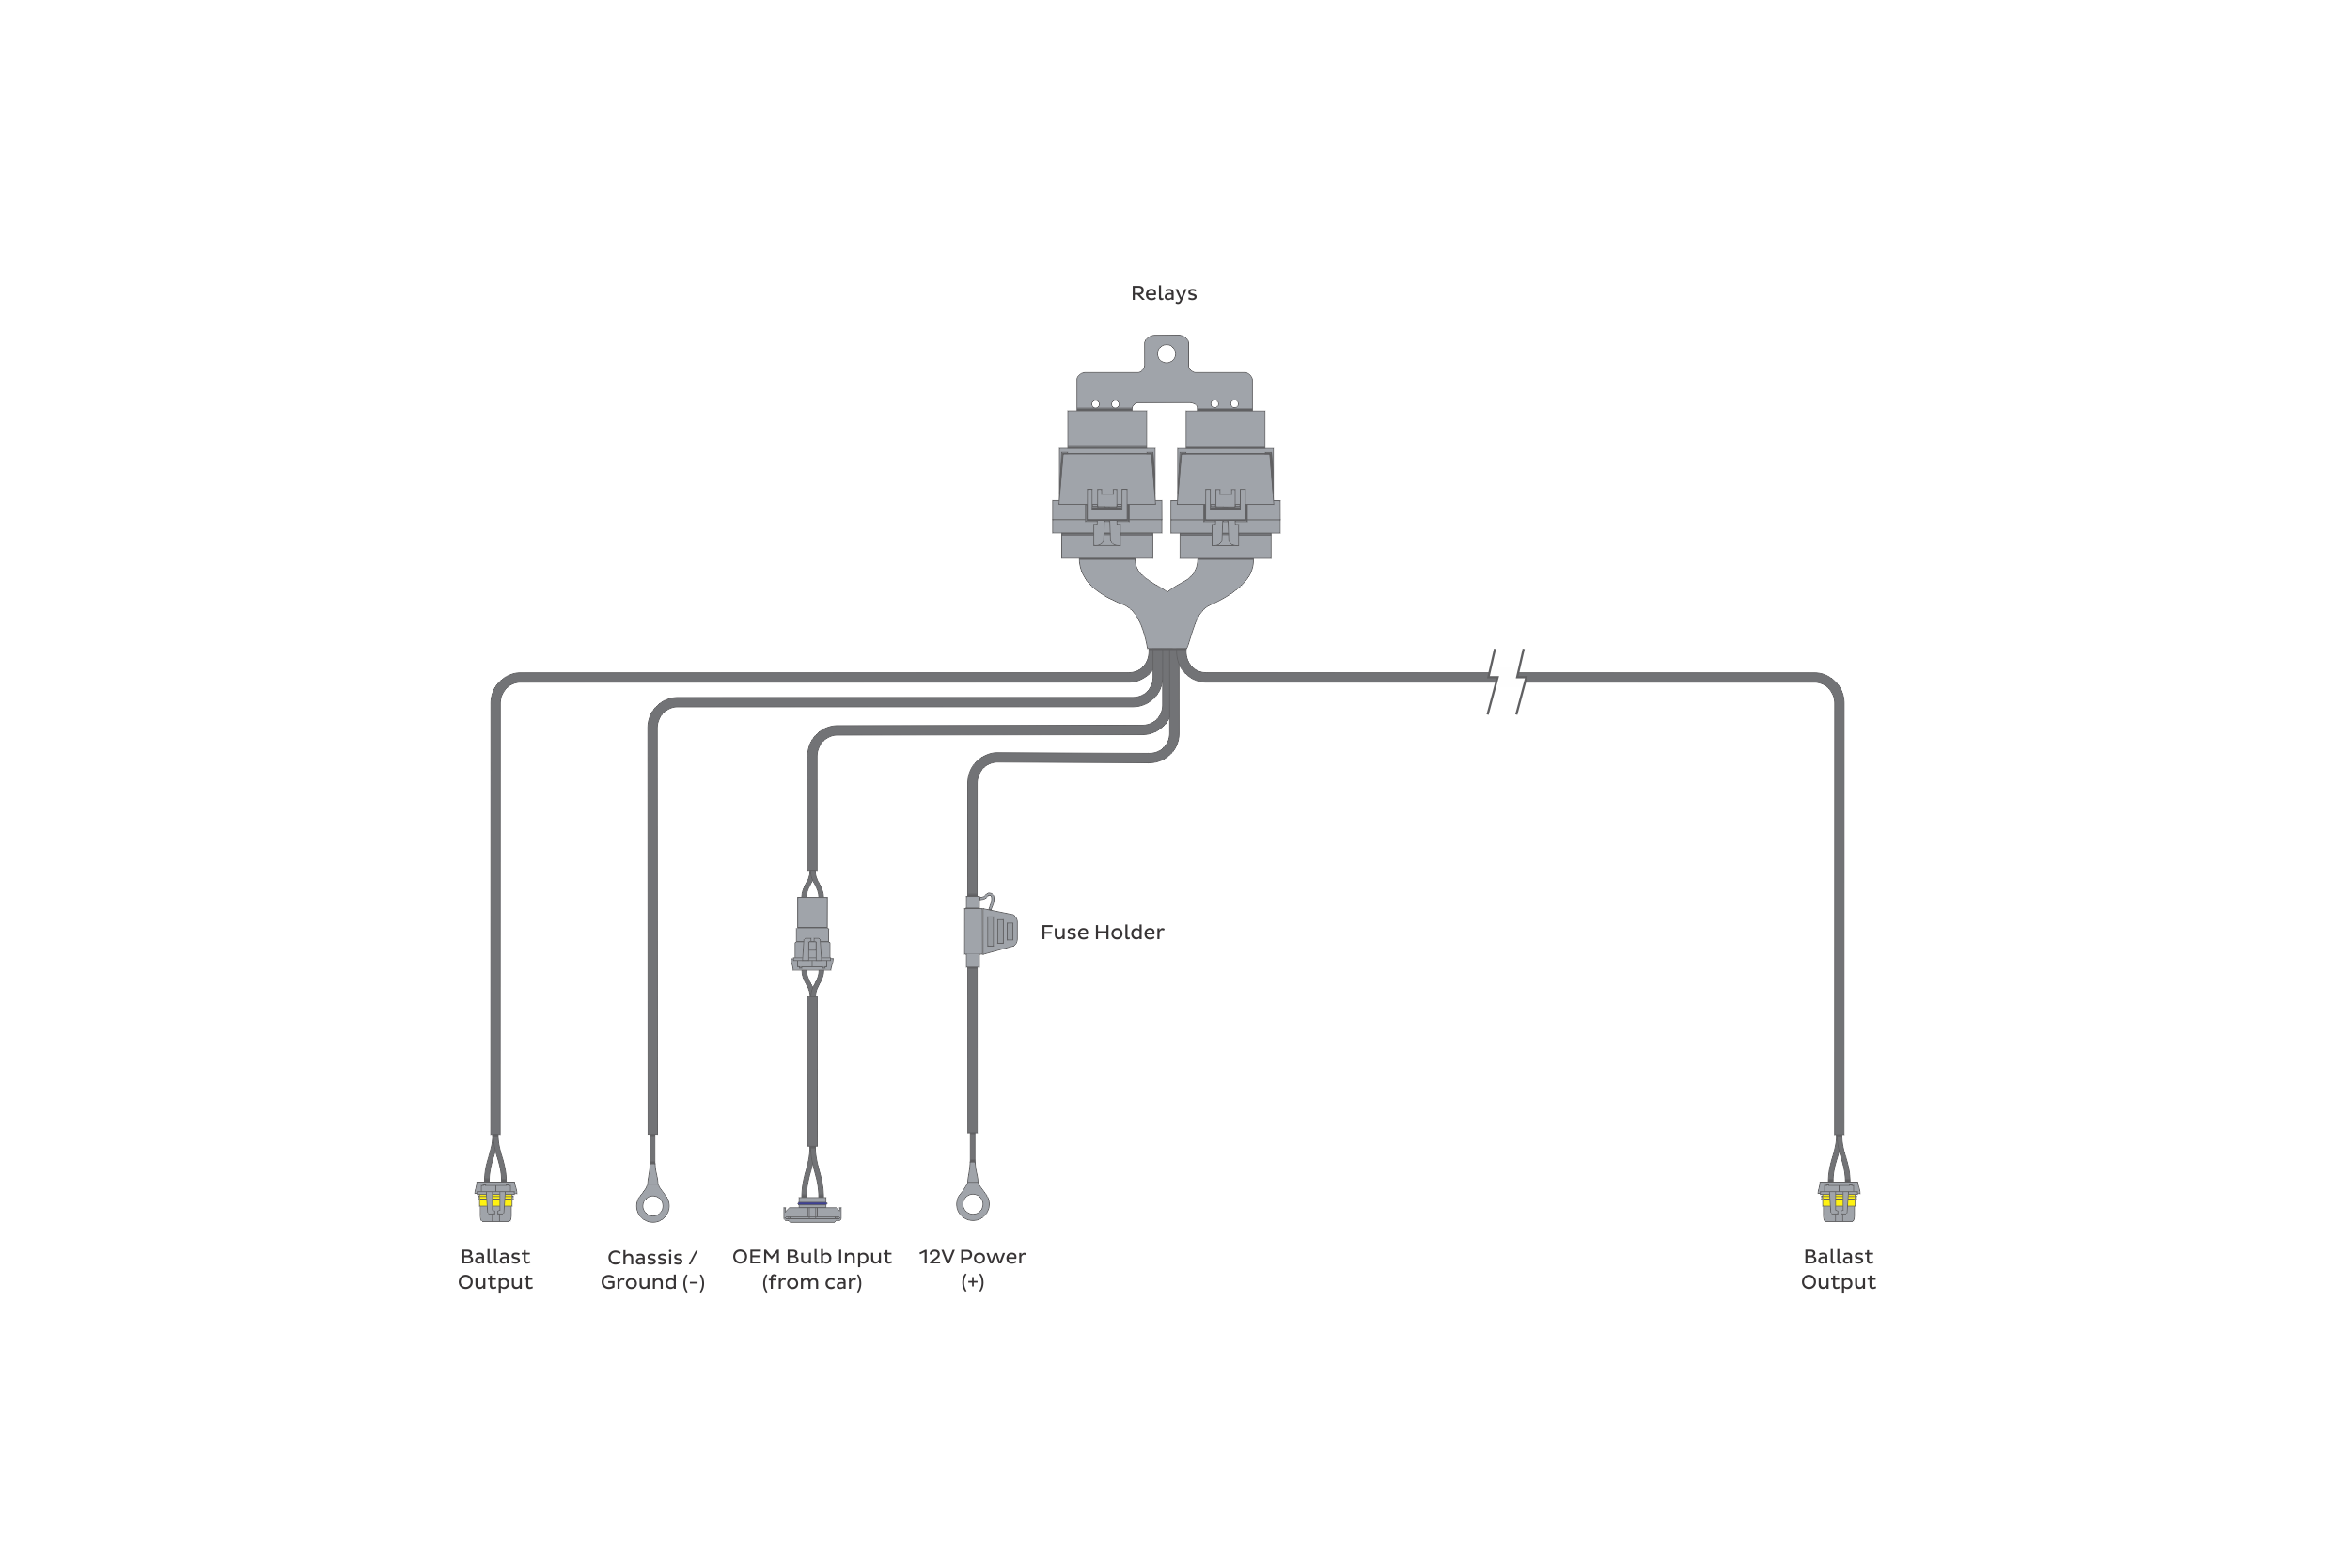 Relays
Fuse Holder
Ballast
Output
Chassis /
Ground (-)
OEM Bulb Input
(from car)
12V Power
(+)
Ballast
Output